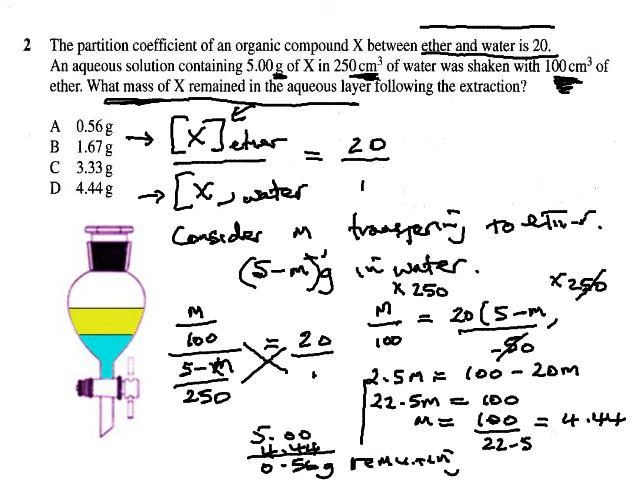 2 The partition coefficient of an organic compound X between ether and water is 20.
An aqueous solution containing 5.00 g of X in 250 cm³ of water was shaken with 100 cm³ of
ether. What mass of X remained in the aqueous layer following the extraction?
A 0.56 g
B 1.67 g
C 3.33 g
D 4.44 g
→ [X] ether = 20
→ [X] water 1
Consider M transferring to ether.
(5-m)g in water.
x 250 x 250
M/100 / 5-m/250 = 20/1
M/100 = 20(5-m)
2.5M = 100 - 20m
22.5m = 100
M = 100/22.5 = 4.44
5.00
4.44
0.56g remaining